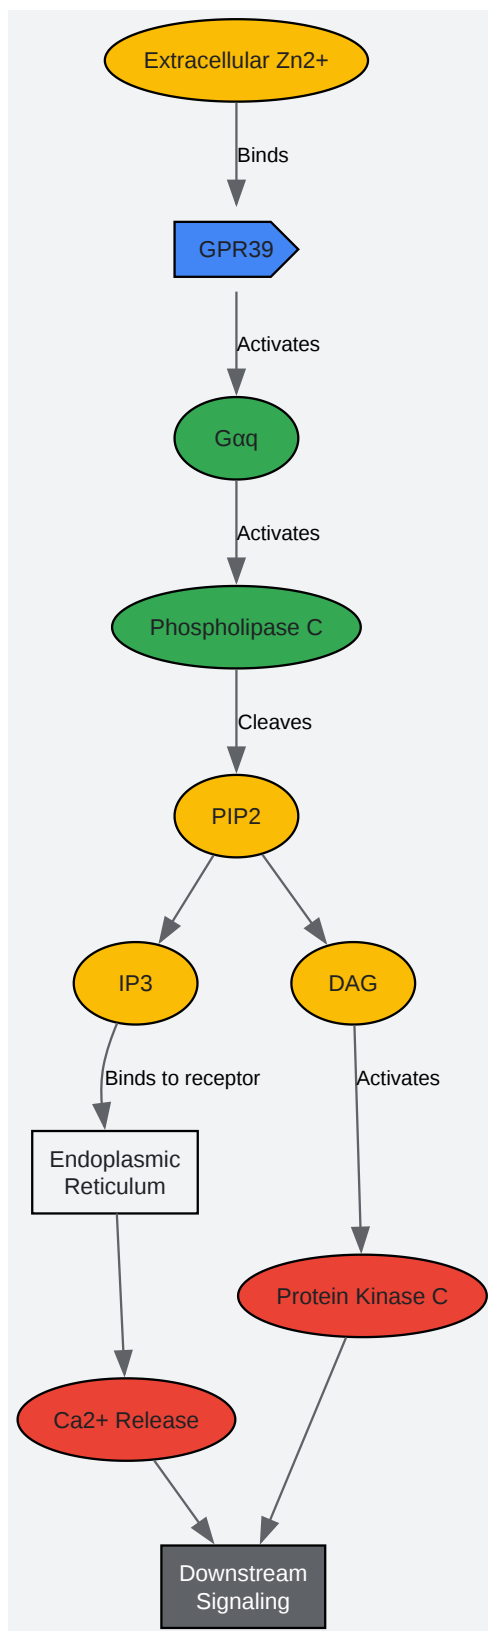 Extracellular Zn2+
Binds
GPR39
Activates
Gαq
Activates
Phospholipase C
Cleaves
PIP2
IP3
DAG
Binds to receptor
Activates
Endoplasmic
Reticulum
Protein Kinase C
Ca2+ Release
Downstream
Signaling